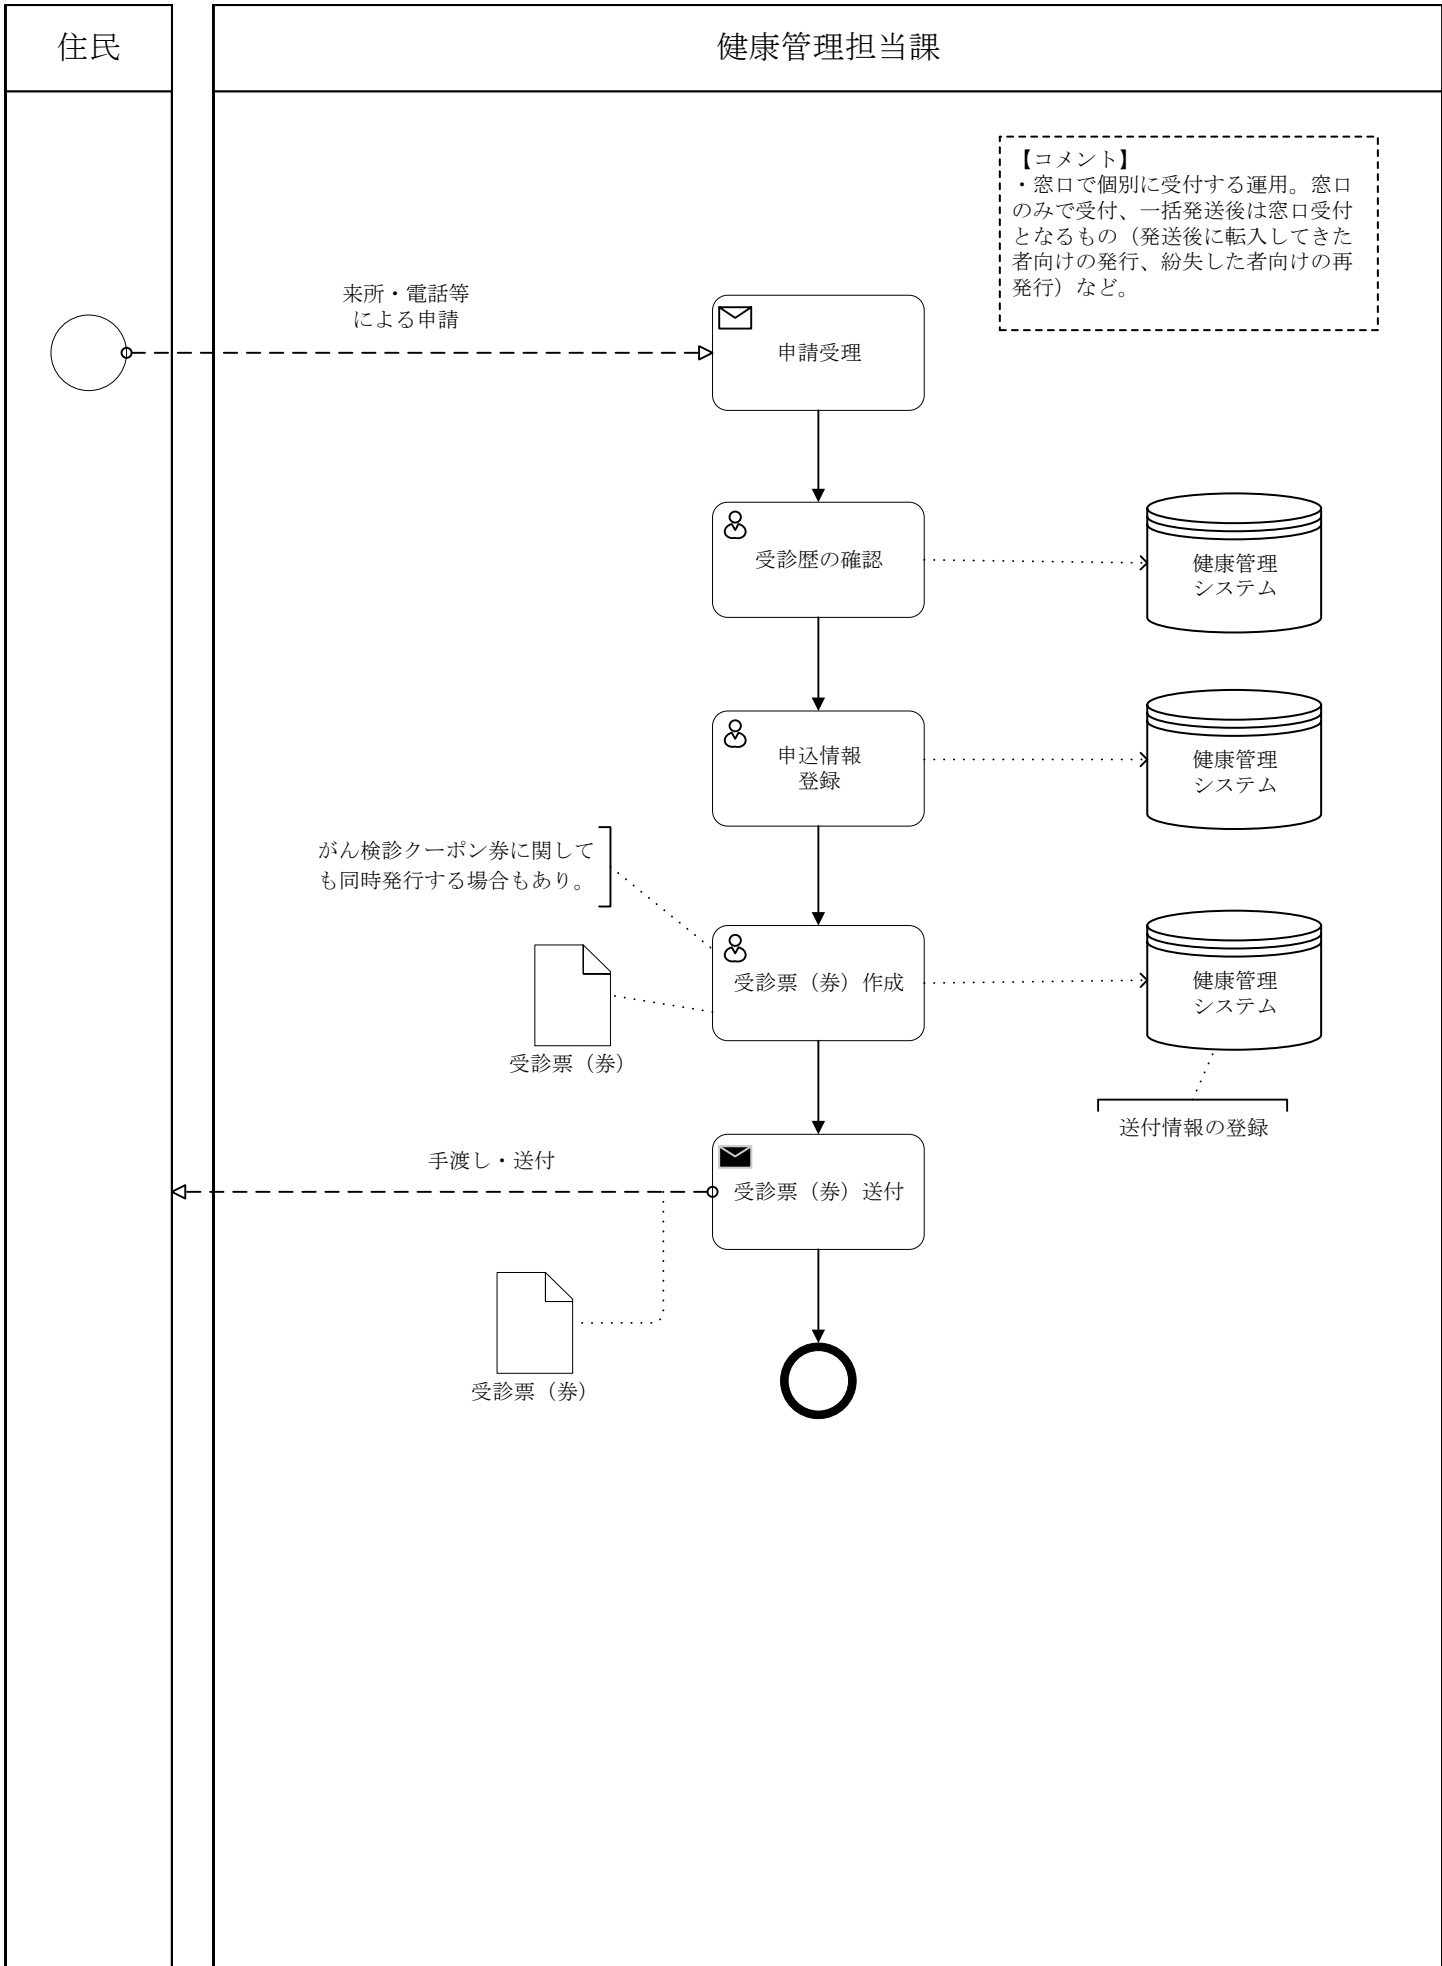 住民
健康管理担当課
【コメント】
・窓口で個別に受付する運用。窓口
のみで受付、一括発送後は窓口受付
となるもの（発送後に転入してきた
者向けの発行、紛失した者向けの再
発行）など。
来所・電話等
による申請
申請受理
受診歴の確認
健康管理
システム
申込情報
登録
健康管理
システム
がん検診クーポン券に関して
も同時発行する場合もあり。
受診票（券）作成
健康管理
システム
受診票（券）
送付情報の登録
手渡し・送付
受診票（券）送付
受診票（券）